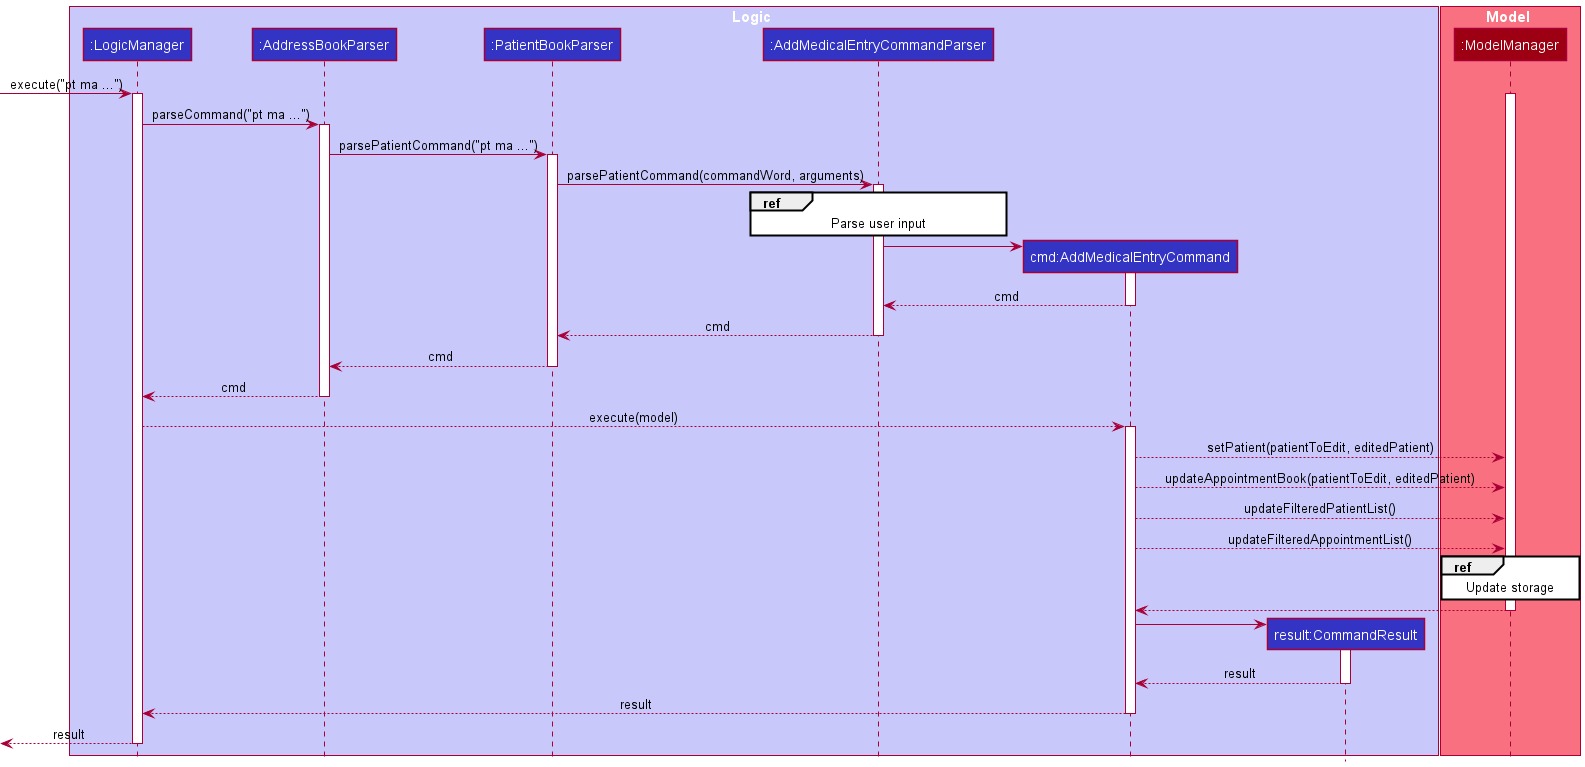 Logic
Model
:LogicManager
:AddressBookParser
:PatientBookParser
:AddMedicalEntryCommandParser
:ModelManager
execute("pt ma ...")
parseCommand("pt ma ...")
parsePatientCommand("pt ma ...")
parsePatientCommand(commandWord, arguments)
ref
Parse user input
cmd:AddMedicalEntryCommand
cmd
cmd
cmd
cmd
execute(model)
setPatient(patientToEdit, editedPatient)
updateAppointmentBook(patientToEdit, editedPatient)
updateFilteredPatientList()
updateFilteredAppointmentList()
ref
Update storage
result:CommandResult
result
result
result